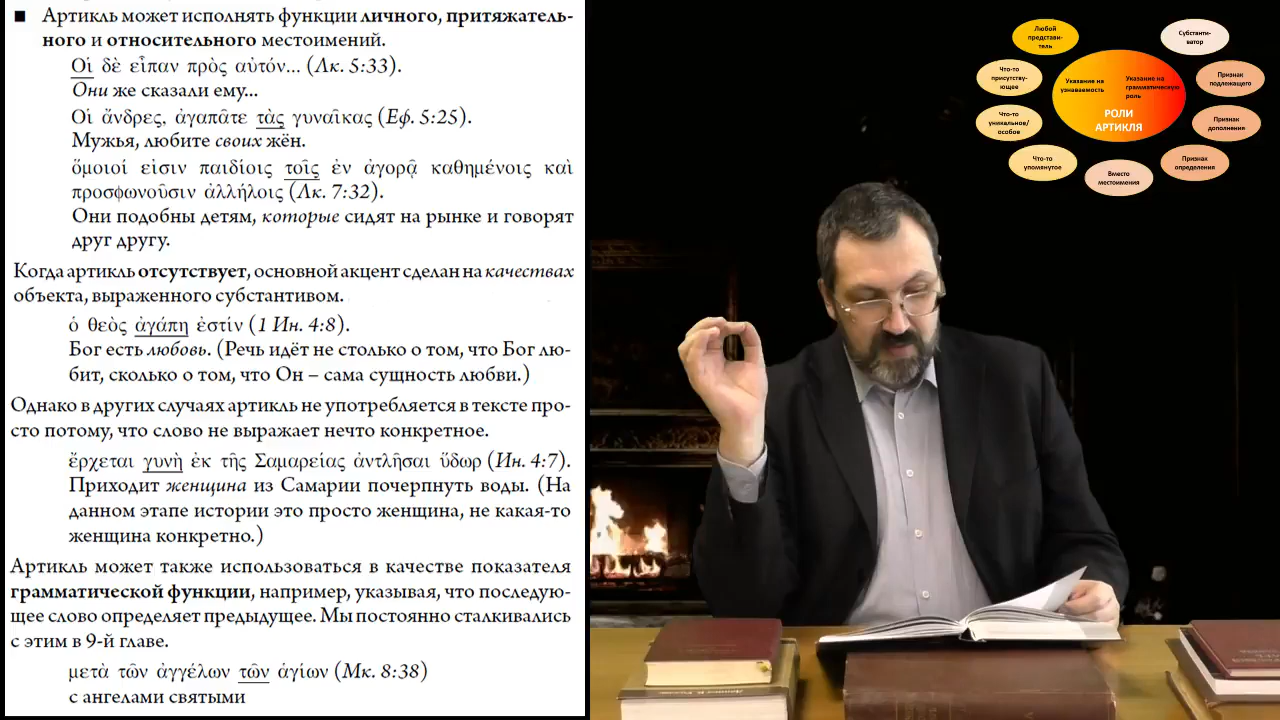 ■ Артикль может исполнять функции личного, притяжатель-
ного и относительного местоимений.
Οἱ δὲ εἶπαν πρὸς αὐτόν... (Лк. 5:33).
Они же сказали ему...
Οἱ ἄνδρες, ἀγαπᾶτε τὰς γυναῖκας (Еф. 5:25).
Мужья, любите своих жён.
ὅμοιοί εἰσιν παιδίοις τοῖς ἐν ἀγορᾷ καθημένοις καὶ
προσφωνοῦσιν ἀλλήλοις (Лк. 7:32).
Они подобны детям, которые сидят на рынке и говорят
друг другу.
Когда артикль отсутствует, основной акцент сделан на качествах
объекта, выраженного субстантивом.
ὁ θεὸς ἀγάπη ἐστίν (1 Ин. 4:8).
Бог есть любовь. (Речь идёт не столько о том, что Бог лю-
бит, сколько о том, что Он – сама сущность любви.)
Однако в других случаях артикль не употребляется в тексте про-
сто потому, что слово не выражает нечто конкретное.
ἔρχεται γυνὴ ἐκ τῆς Σαμαρείας ἀντλῆσαι ὕδωρ (Ин. 4:7).
Приходит женщина из Самарии почерпнуть воды. (На
данном этапе истории это просто женщина, не какая-то
женщина конкретно.)
Артикль может также использоваться в качестве показателя
грамматической функции, например, указывая, что последую-
щее слово определяет предыдущее. Мы постоянно сталкивались
с этим в 9-й главе.
μετὰ τῶν ἀγγέλων τῶν ἁγίων (Мк. 8:38)
с ангелами святыми
Любой
представи-
тель
Что-то
присутству-
ющее
Что-то
уникальное/
особое
Что-то
упомянутое
Вместо
местоимения
Признак
определения
Признак
дополнения
Признак
подлежащего
Субстанти-
ватор
Указание на
узнаваемость
Указание на
грамматическую
роль
РОЛИ
АРТИКЛЯ